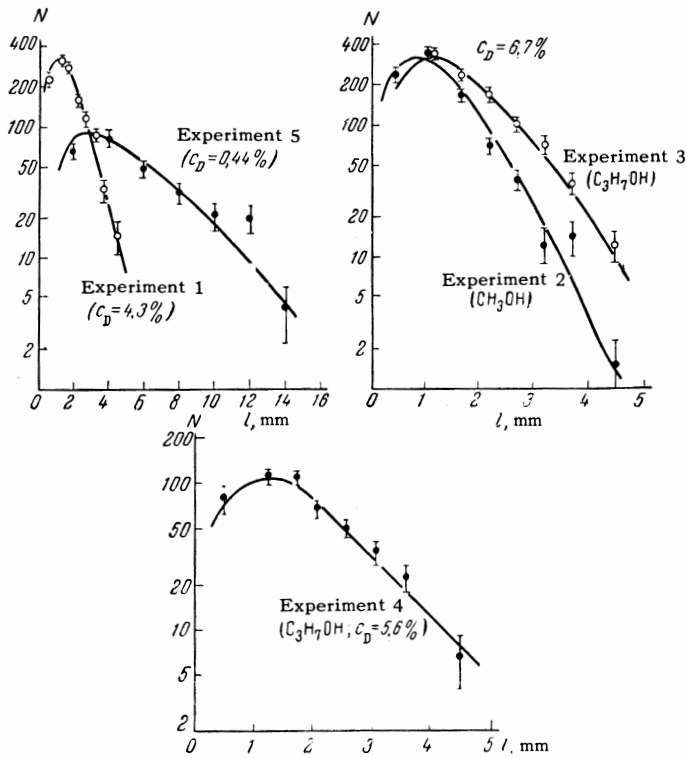 N
400
200
100
50
20
10
5
2
0 2 4 6 8 10 12 14 16
l, mm
Experiment 5
(c_D=0,44%)
Experiment 1
(c_D=4,3%)
N
400
200
100
50
20
10
5
2
0 1 2 3 4 5
l, mm
c_D=6,7%
Experiment 3
(C₃H₇OH)
Experiment 2
(CH₃OH)
N
200
100
50
20
10
5
2
0 1 2 3 4 5 l, mm
Experiment 4
(C₃H₇OH; c_D=5,6%)